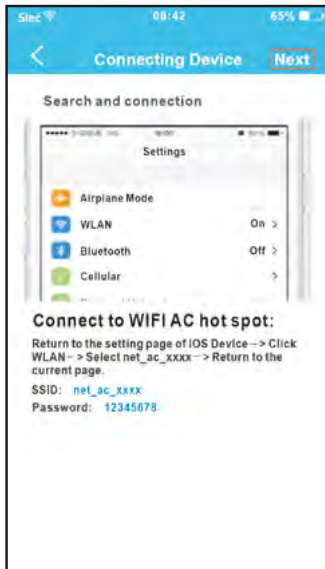 Siec 08:42 65%
Connecting Device Next
Search and connection
Settings
Airplane Mode
WLAN On >
Bluetooth Off >
Cellular >
Connect to WIFI AC hot spot:
Return to the setting page of IOS Device–> Click
WLAN–> Select net_ac_xxxx–> Return to the
current page.
SSID: net_ac_xxxx
Password: 12345678